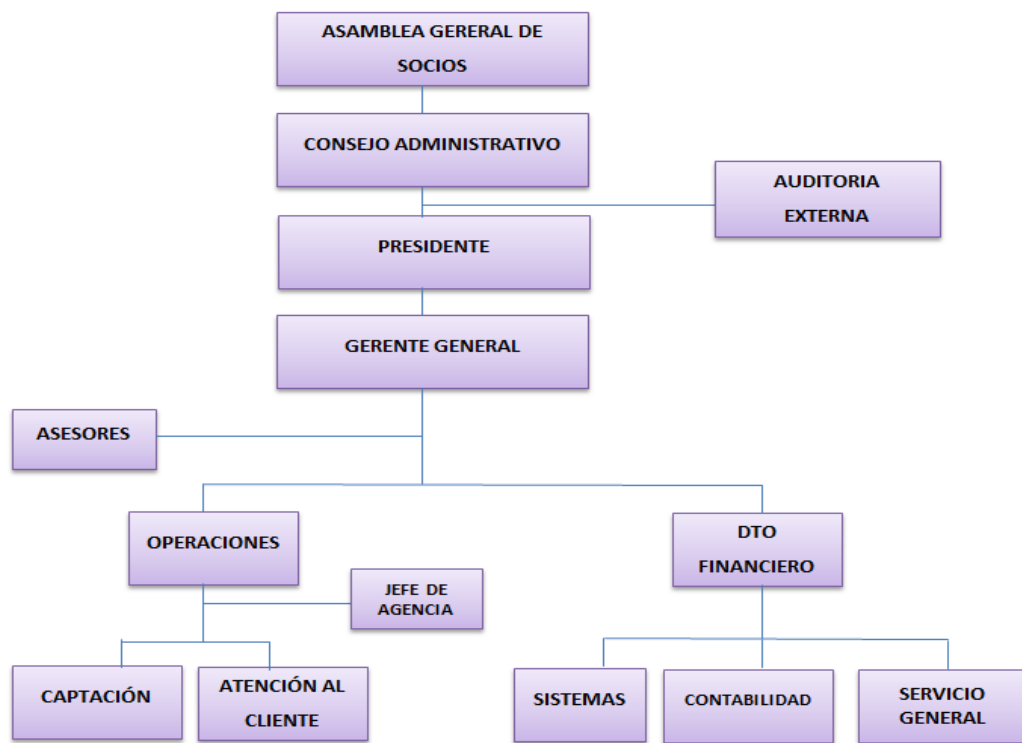 ASAMBLEA GERERAL DE
SOCIOS
CONSEJO ADMINISTRATIVO
AUDITORIA
EXTERNA
PRESIDENTE
GERENTE GENERAL
ASESORES
OPERACIONES
DTO
FINANCIERO
JEFE DE
AGENCIA
CAPTACIÓN
ATENCIÓN AL
CLIENTE
SISTEMAS
CONTABILIDAD
SERVICIO
GENERAL